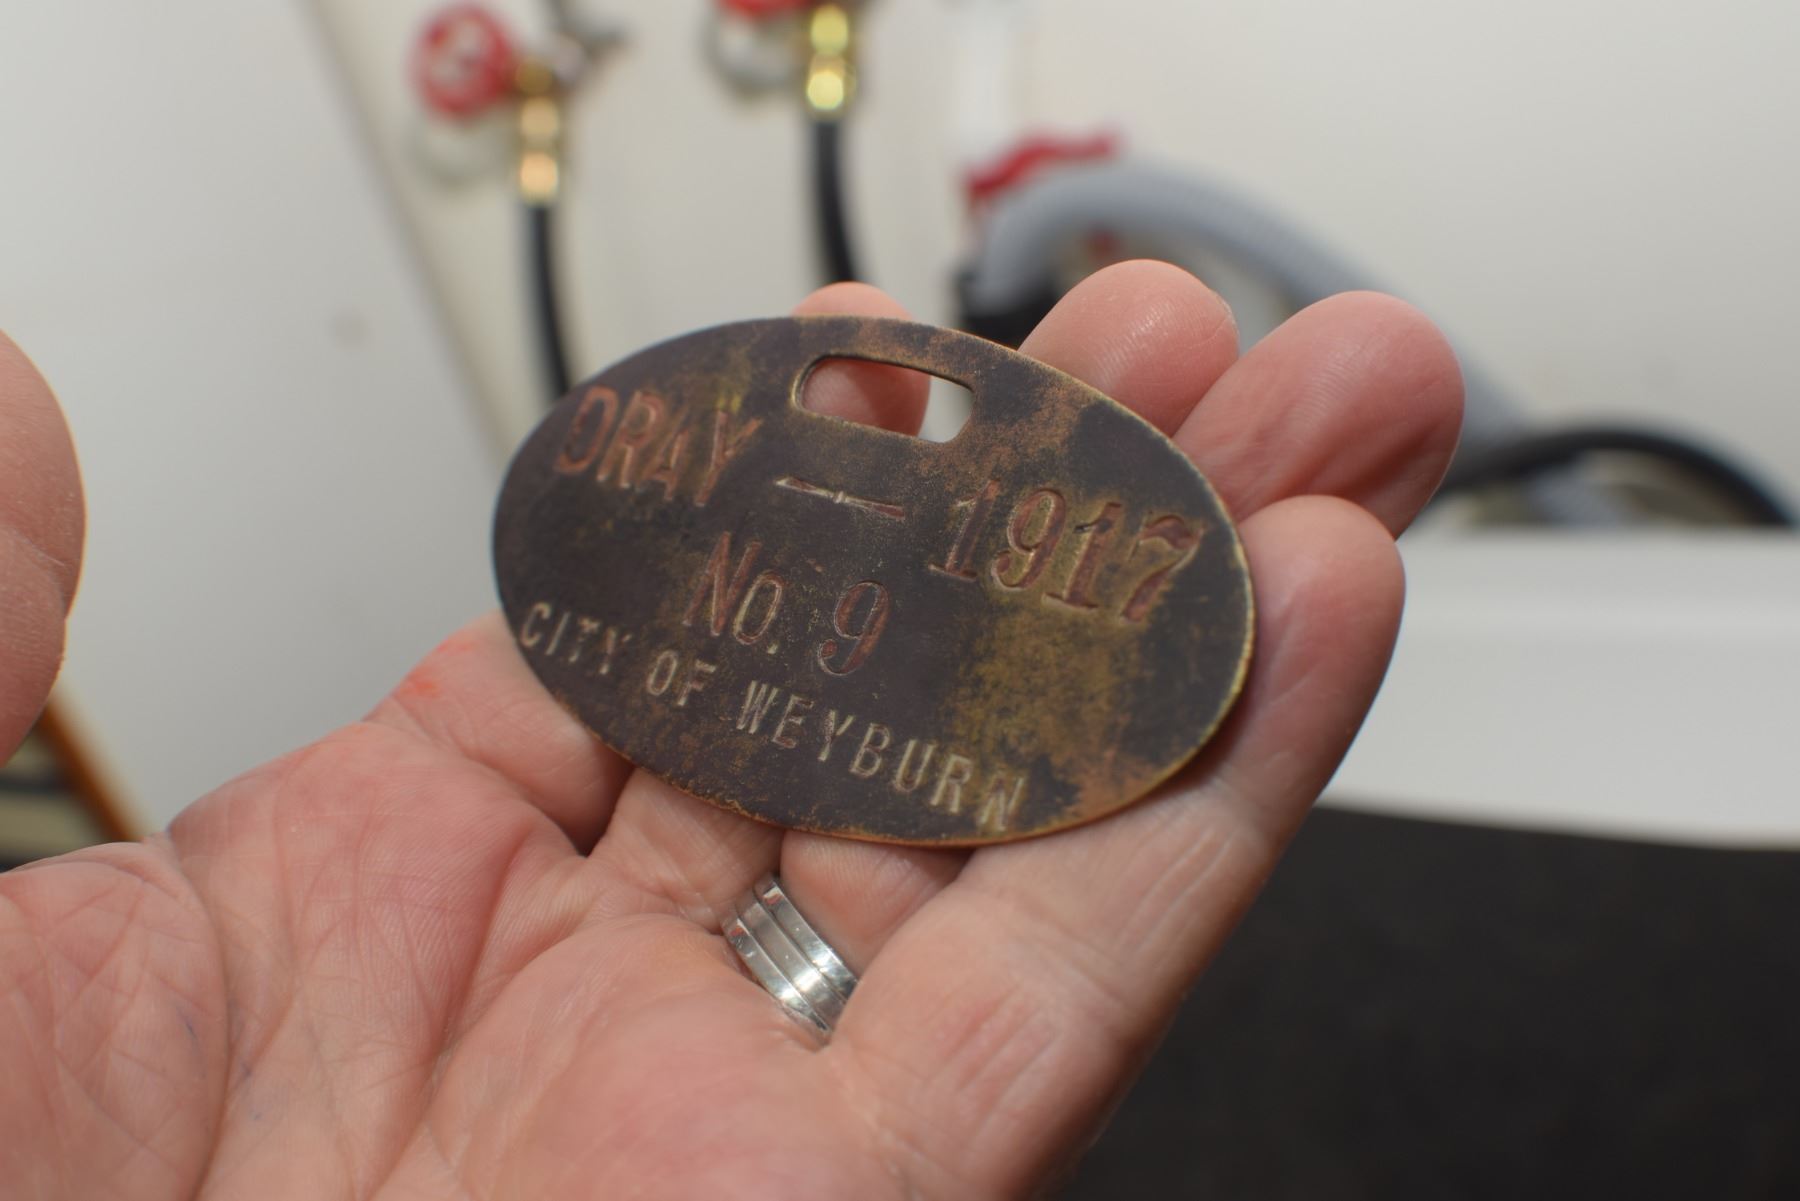 DRAY — 1917
No. 9
CITY OF WEYBURN